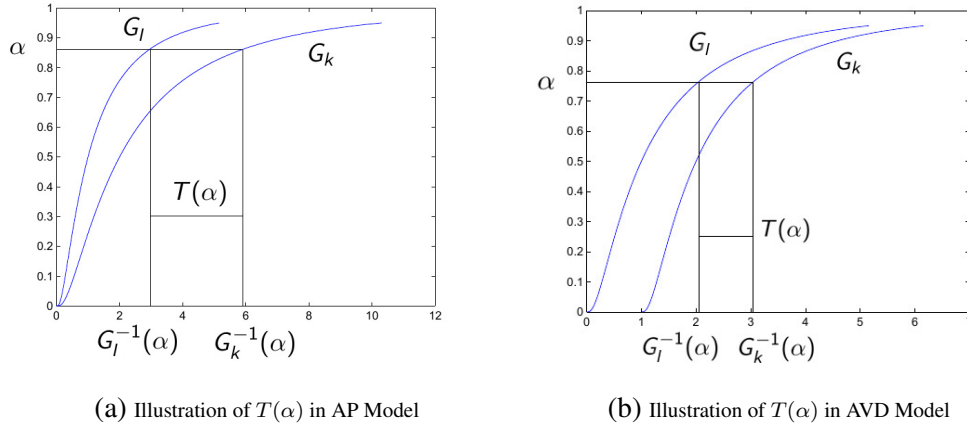 G_l
G_k
α
1
0.9
0.8
0.7
0.6
0.5
0.4
0.3
0.2
0.1
0
T(α)
0 2 4 6 8 10 12
G_l^{-1}(α) G_k^{-1}(α)
(a) Illustration of T(α) in AP Model
G_l
G_k
α
1
0.9
0.8
0.7
0.6
0.5
0.4
0.3
0.2
0.1
0
T(α)
0 1 2 3 4 5 6
G_l^{-1}(α) G_k^{-1}(α)
(b) Illustration of T(α) in AVD Model